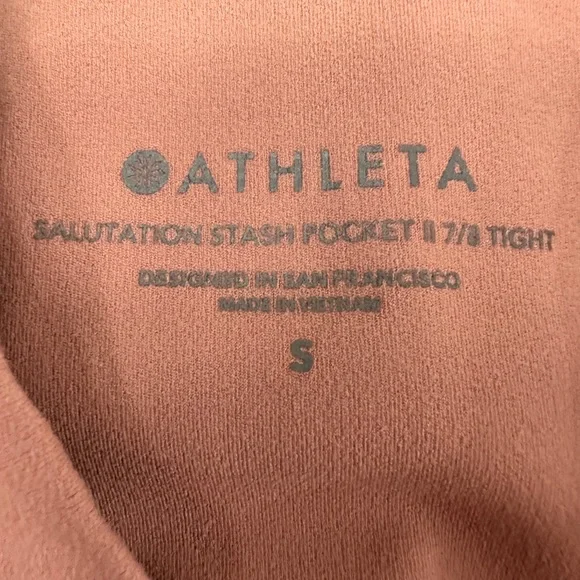 ATHLETA
SALUTATION STASH POCKET II 7/8 TIGHT
DESIGNED IN SAN FRANCISCO
MADE IN VIETNAM
S